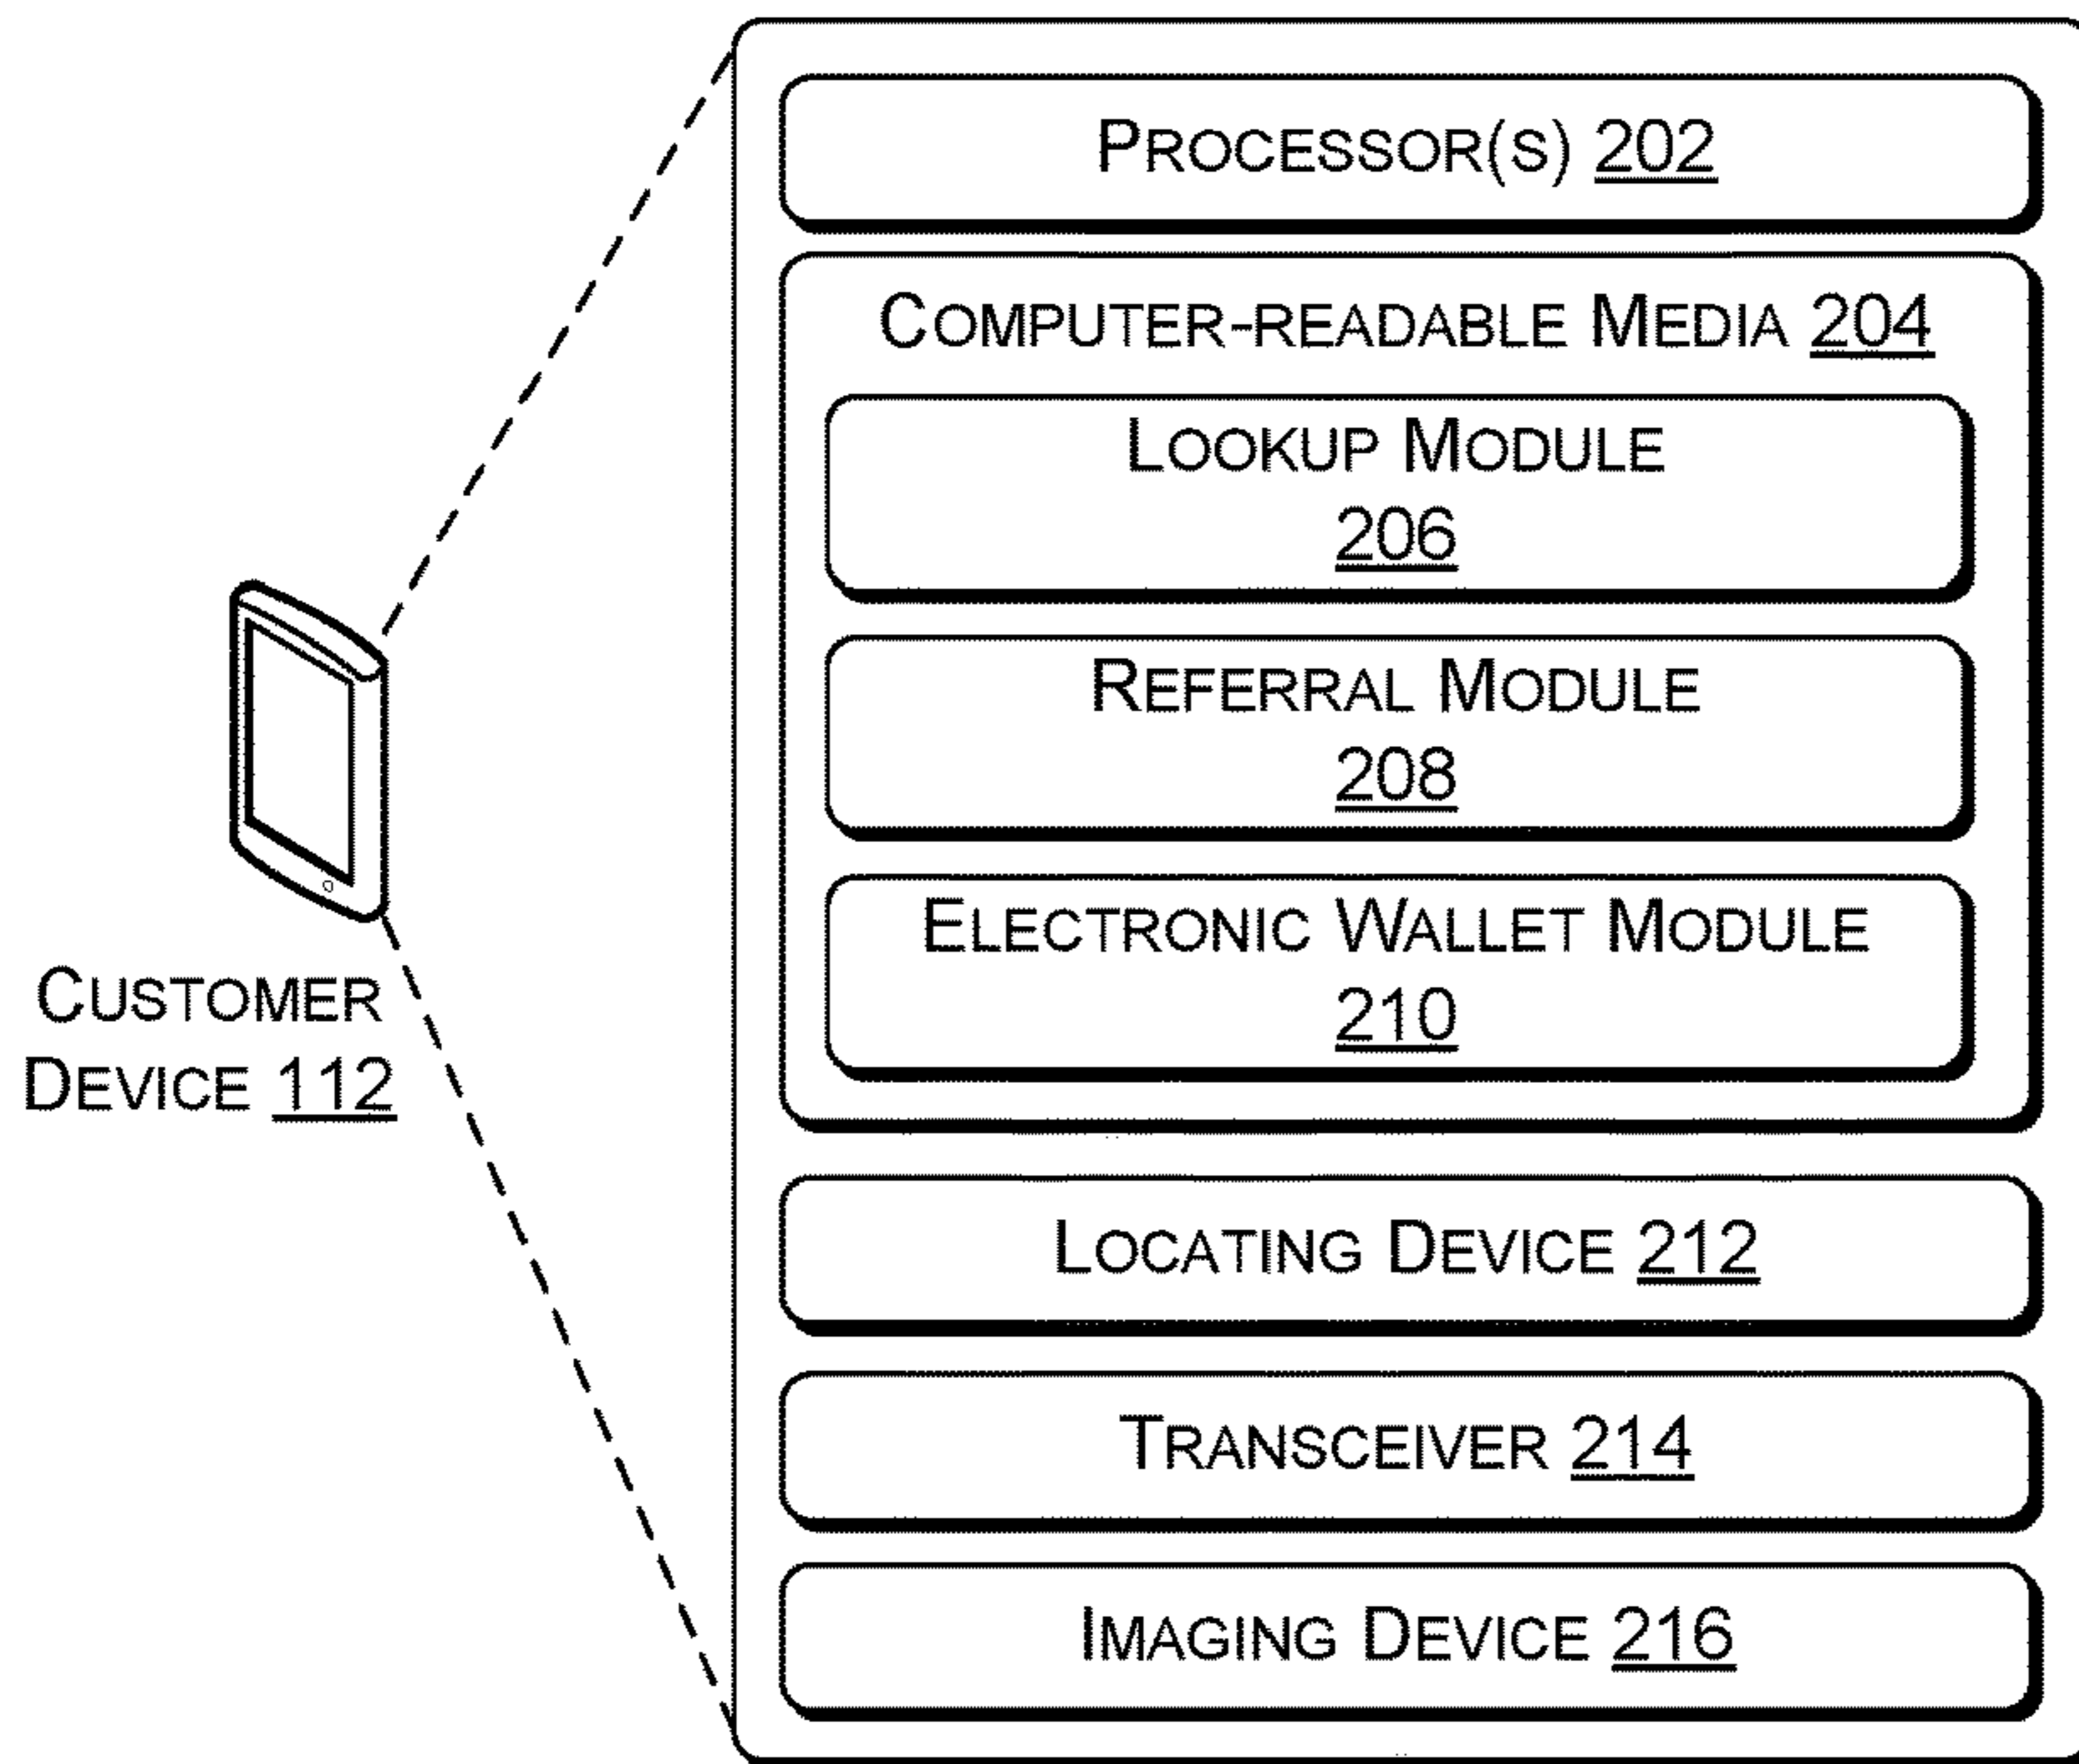 PROCESSOR(S) 202
COMPUTER-READABLE MEDIA 204
LOOKUP MODULE
206
REFERRAL MODULE
208
ELECTRONIC WALLET MODULE
210
CUSTOMER
DEVICE 112
LOCATING DEVICE 212
TRANSCEIVER 214
IMAGING DEVICE 216